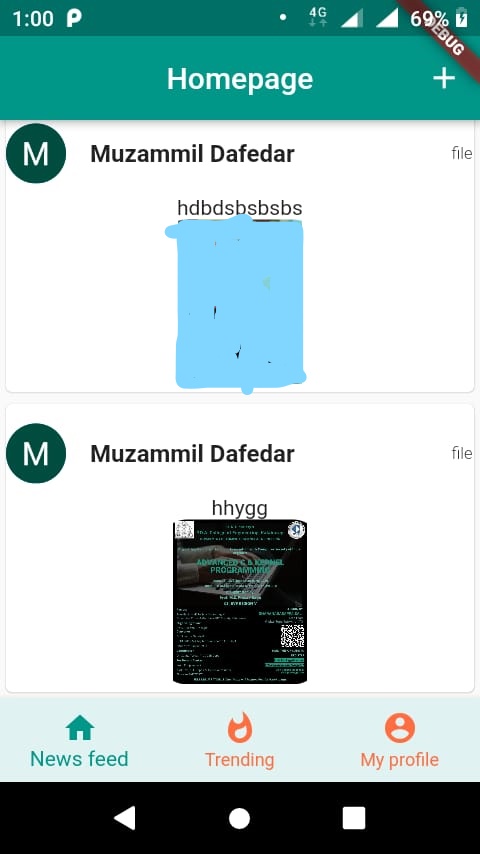 1:00
4G
69%
DEBUG
Homepage
+
M
Muzammil Dafedar
file
hdbdsbsbsbs
M
Muzammil Dafedar
file
hhygg
ADVANCED C & KERNEL
PROGRAMMING
News feed
Trending
My profile